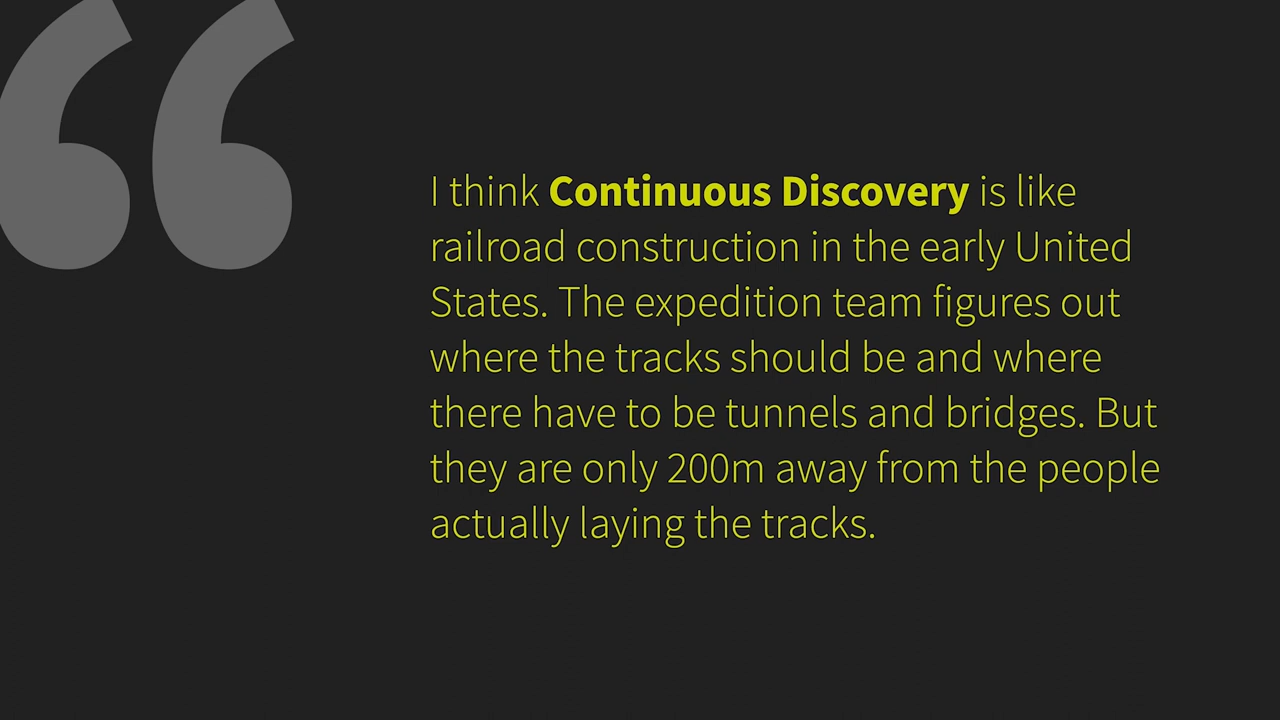 “
I think Continuous Discovery is like
railroad construction in the early United
States. The expedition team figures out
where the tracks should be and where
there have to be tunnels and bridges. But
they are only 200m away from the people
actually laying the tracks.